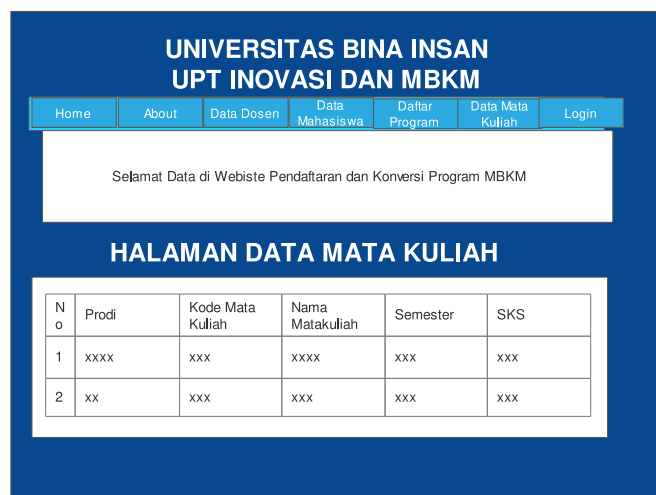 UNIVERSITAS BINA INSAN
UPT INOVASI DAN MBKM
Home About Data Dosen Data Mahasiswa Daftar Program Data Mata Kuliah Login
Selamat Data di Webiste Pendaftaran dan Konversi Program MBKM
HALAMAN DATA MATA KULIAH
No Prodi Kode Mata Kuliah Nama Matakuliah Semester SKS
1 xxxx xxx xxxx xxx xxx
2 xx xxx xxx xxx xxx